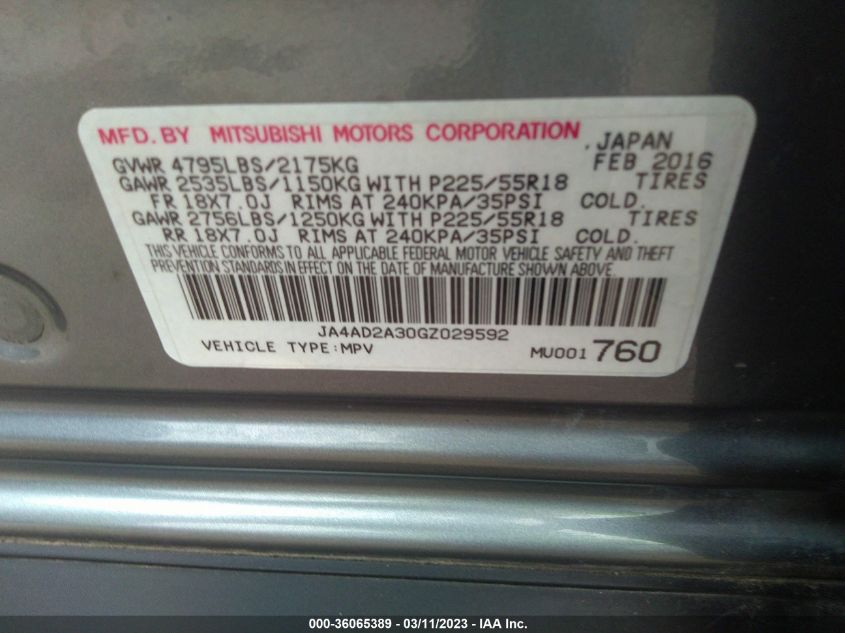 MFD. BY MITSUBISHI MOTORS CORPORATION . JAPAN
GVWR 4795LBS/2175KG FEB 2016
GAWR 2535LBS/1150KG WITH P225/55R18 TIRES
FR 18X7.0J RIMS AT 240KPA/35PSI COLD.
GAWR 2756LBS/1250KG WITH P225/55R18 TIRES
RR 18X7.0J RIMS AT 240KPA/35PSI COLD.
THIS VEHICLE CONFORMS TO ALL APPLICABLE FEDERAL MOTOR VEHICLE SAFETY AND THEFT
PREVENTION STANDARDS IN EFFECT ON THE DATE OF MANUFACTURE SHOWN ABOVE.
JA4AD2A30GZ029592
VEHICLE TYPE:MPV MU001 760
000-36065389 - 03/11/2023 - IAA Inc.